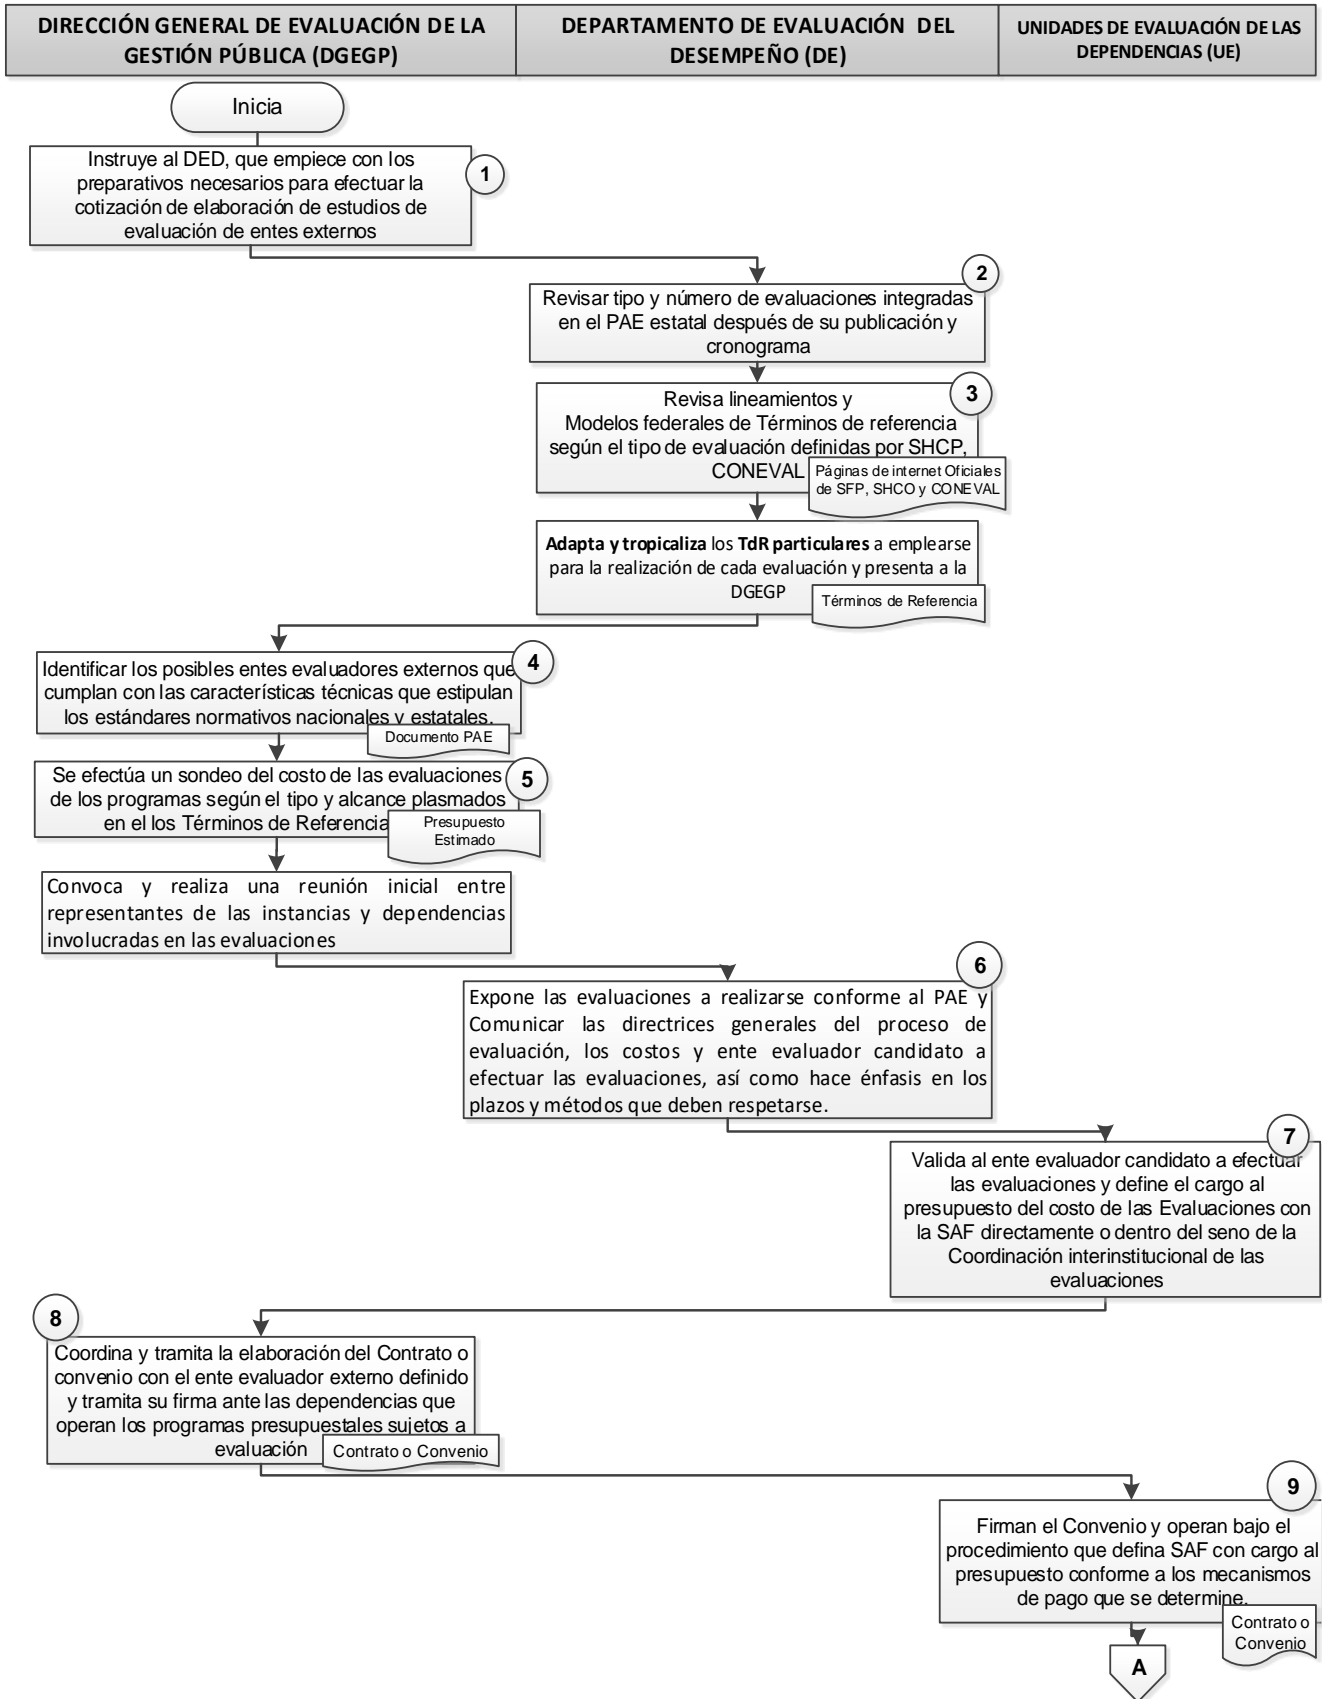 DIRECCIÓN GENERAL DE EVALUACIÓN DE LA
GESTIÓN PÚBLICA (DGEGP)
DEPARTAMENTO DE EVALUACIÓN DEL
DESEMPEÑO (DE)
UNIDADES DE EVALUACIÓN DE LAS
DEPENDENCIAS (UE)
Inicia
1
Instruye al DED, que empiece con los
preparativos necesarios para efectuar la
cotización de elaboración de estudios de
evaluación de entes externos
2
Revisar tipo y número de evaluaciones integradas
en el PAE estatal después de su publicación y
cronograma
3
Revisa lineamientos y
Modelos federales de Términos de referencia
según el tipo de evaluación definidas por SHCP,
CONEVAL
Páginas de internet Oficiales
de SFP, SHCO y CONEVAL
Adapta y tropicaliza los TdR particulares a emplearse
para la realización de cada evaluación y presenta a la
DGEGP
Términos de Referencia
4
Identificar los posibles entes evaluadores externos que
cumplan con las características técnicas que estipulan
los estándares normativos nacionales y estatales.
Documento PAE
5
Se efectúa un sondeo del costo de las evaluaciones
de los programas según el tipo y alcance plasmados
en el los Términos de Referencia
Presupuesto
Estimado
Convoca y realiza una reunión inicial entre
representantes de las instancias y dependencias
involucradas en las evaluaciones
6
Expone las evaluaciones a realizarse conforme al PAE y
Comunicar las directrices generales del proceso de
evaluación, los costos y ente evaluador candidato a
efectuar las evaluaciones, así como hace énfasis en los
plazos y métodos que deben respetarse.
7
Valida al ente evaluador candidato a efectuar
las evaluaciones y define el cargo al
presupuesto del costo de las Evaluaciones con
la SAF directamente o dentro del seno de la
Coordinación interinstitucional de las
evaluaciones
8
Coordina y tramita la elaboración del Contrato o
convenio con el ente evaluador externo definido
y tramita su firma ante las dependencias que
operan los programas presupuestales sujetos a
evaluación
Contrato o Convenio
9
Firman el Convenio y operan bajo el
procedimiento que defina SAF con cargo al
presupuesto conforme a los mecanismos
de pago que se determine.
Contrato o
Convenio
A